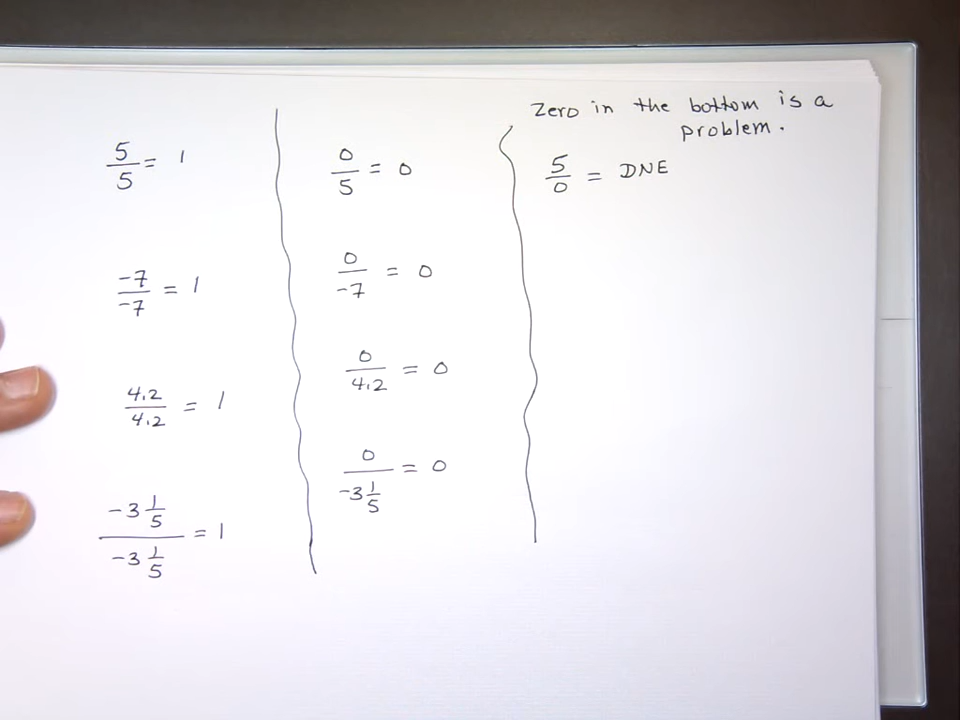 5/5 = 1
-7/-7 = 1
4.2/4.2 = 1
-3 1/5 / -3 1/5 = 1
0/5 = 0
0/-7 = 0
0/4.2 = 0
0/-3 1/5 = 0
Zero in the bottom is a
problem.
5/0 = DNE